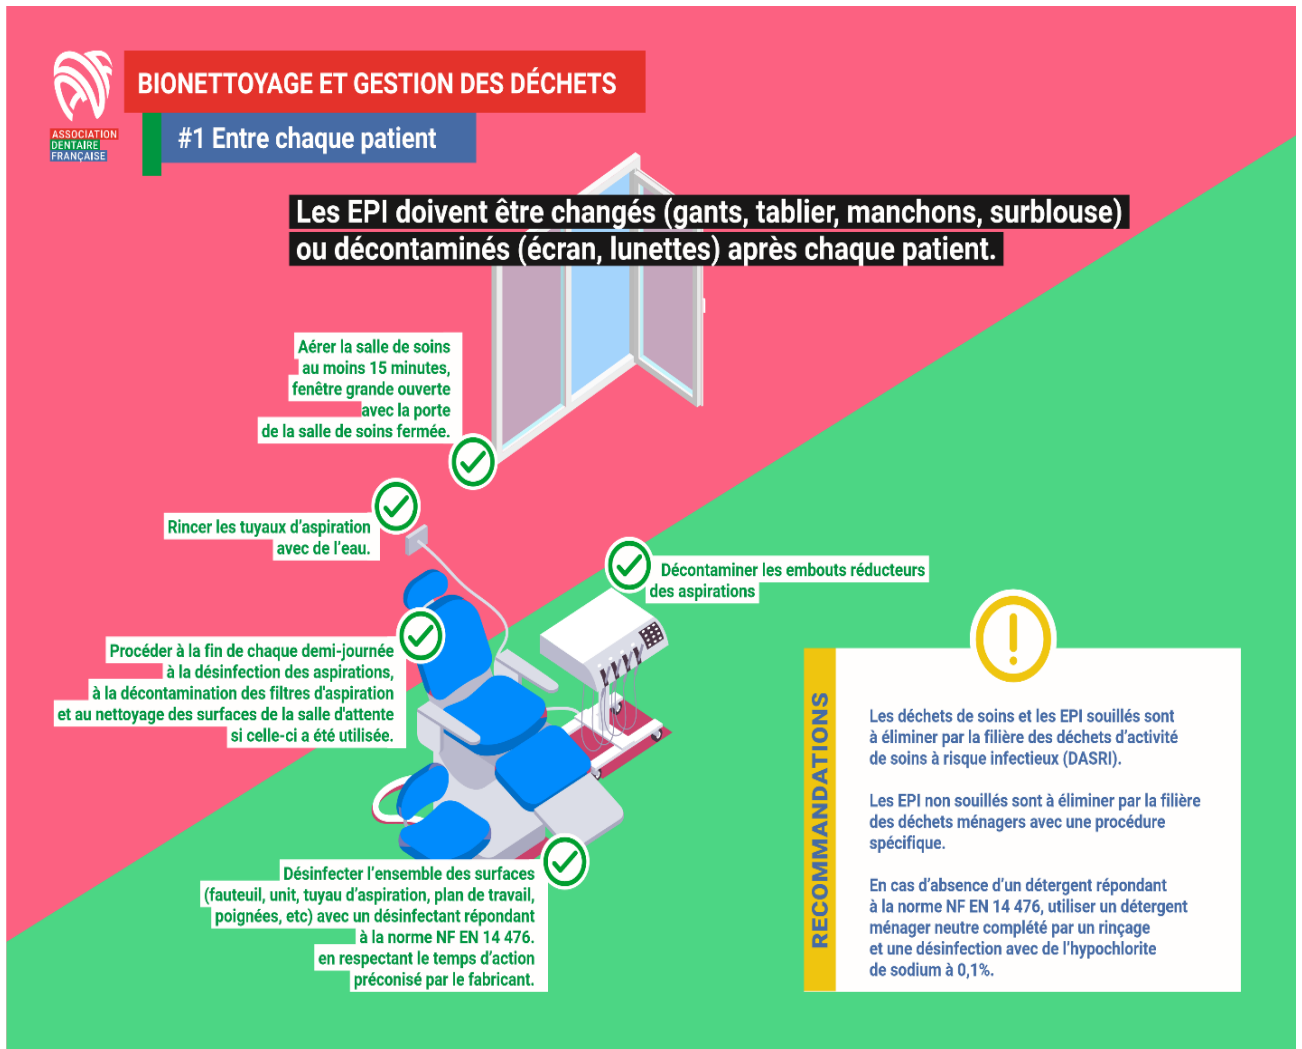 BIONETTOYAGE ET GESTION DES DÉCHETS
ASSOCIATION
DENTAIRE
FRANÇAISE
#1 Entre chaque patient
Les EPI doivent être changés (gants, tablier, manchons, surblouse)
ou décontaminés (écran, lunettes) après chaque patient.
Aérer la salle de soins
au moins 15 minutes,
fenêtre grande ouverte
avec la porte
de la salle de soins fermée.
Rincer les tuyaux d'aspiration
avec de l'eau.
Décontaminer les embouts réducteurs
des aspirations
Procéder à la fin de chaque demi-journée
à la désinfection des aspirations,
à la décontamination des filtres d'aspiration
et au nettoyage des surfaces de la salle d'attente
si celle-ci a été utilisée.
Désinfecter l'ensemble des surfaces
(fauteuil, unit, tuyau d'aspiration, plan de travail,
poignées, etc) avec un désinfectant répondant
à la norme NF EN 14 476.
en respectant le temps d'action
préconisé par le fabricant.
RECOMMANDATIONS
Les déchets de soins et les EPI souillés sont
à éliminer par la filière des déchets d'activité
de soins à risque infectieux (DASRI).
Les EPI non souillés sont à éliminer par la filière
des déchets ménagers avec une procédure
spécifique.
En cas d'absence d'un détergent répondant
à la norme NF EN 14 476, utiliser un détergent
ménager neutre complété par un rinçage
et une désinfection avec de l'hypochlorite
de sodium à 0,1%.